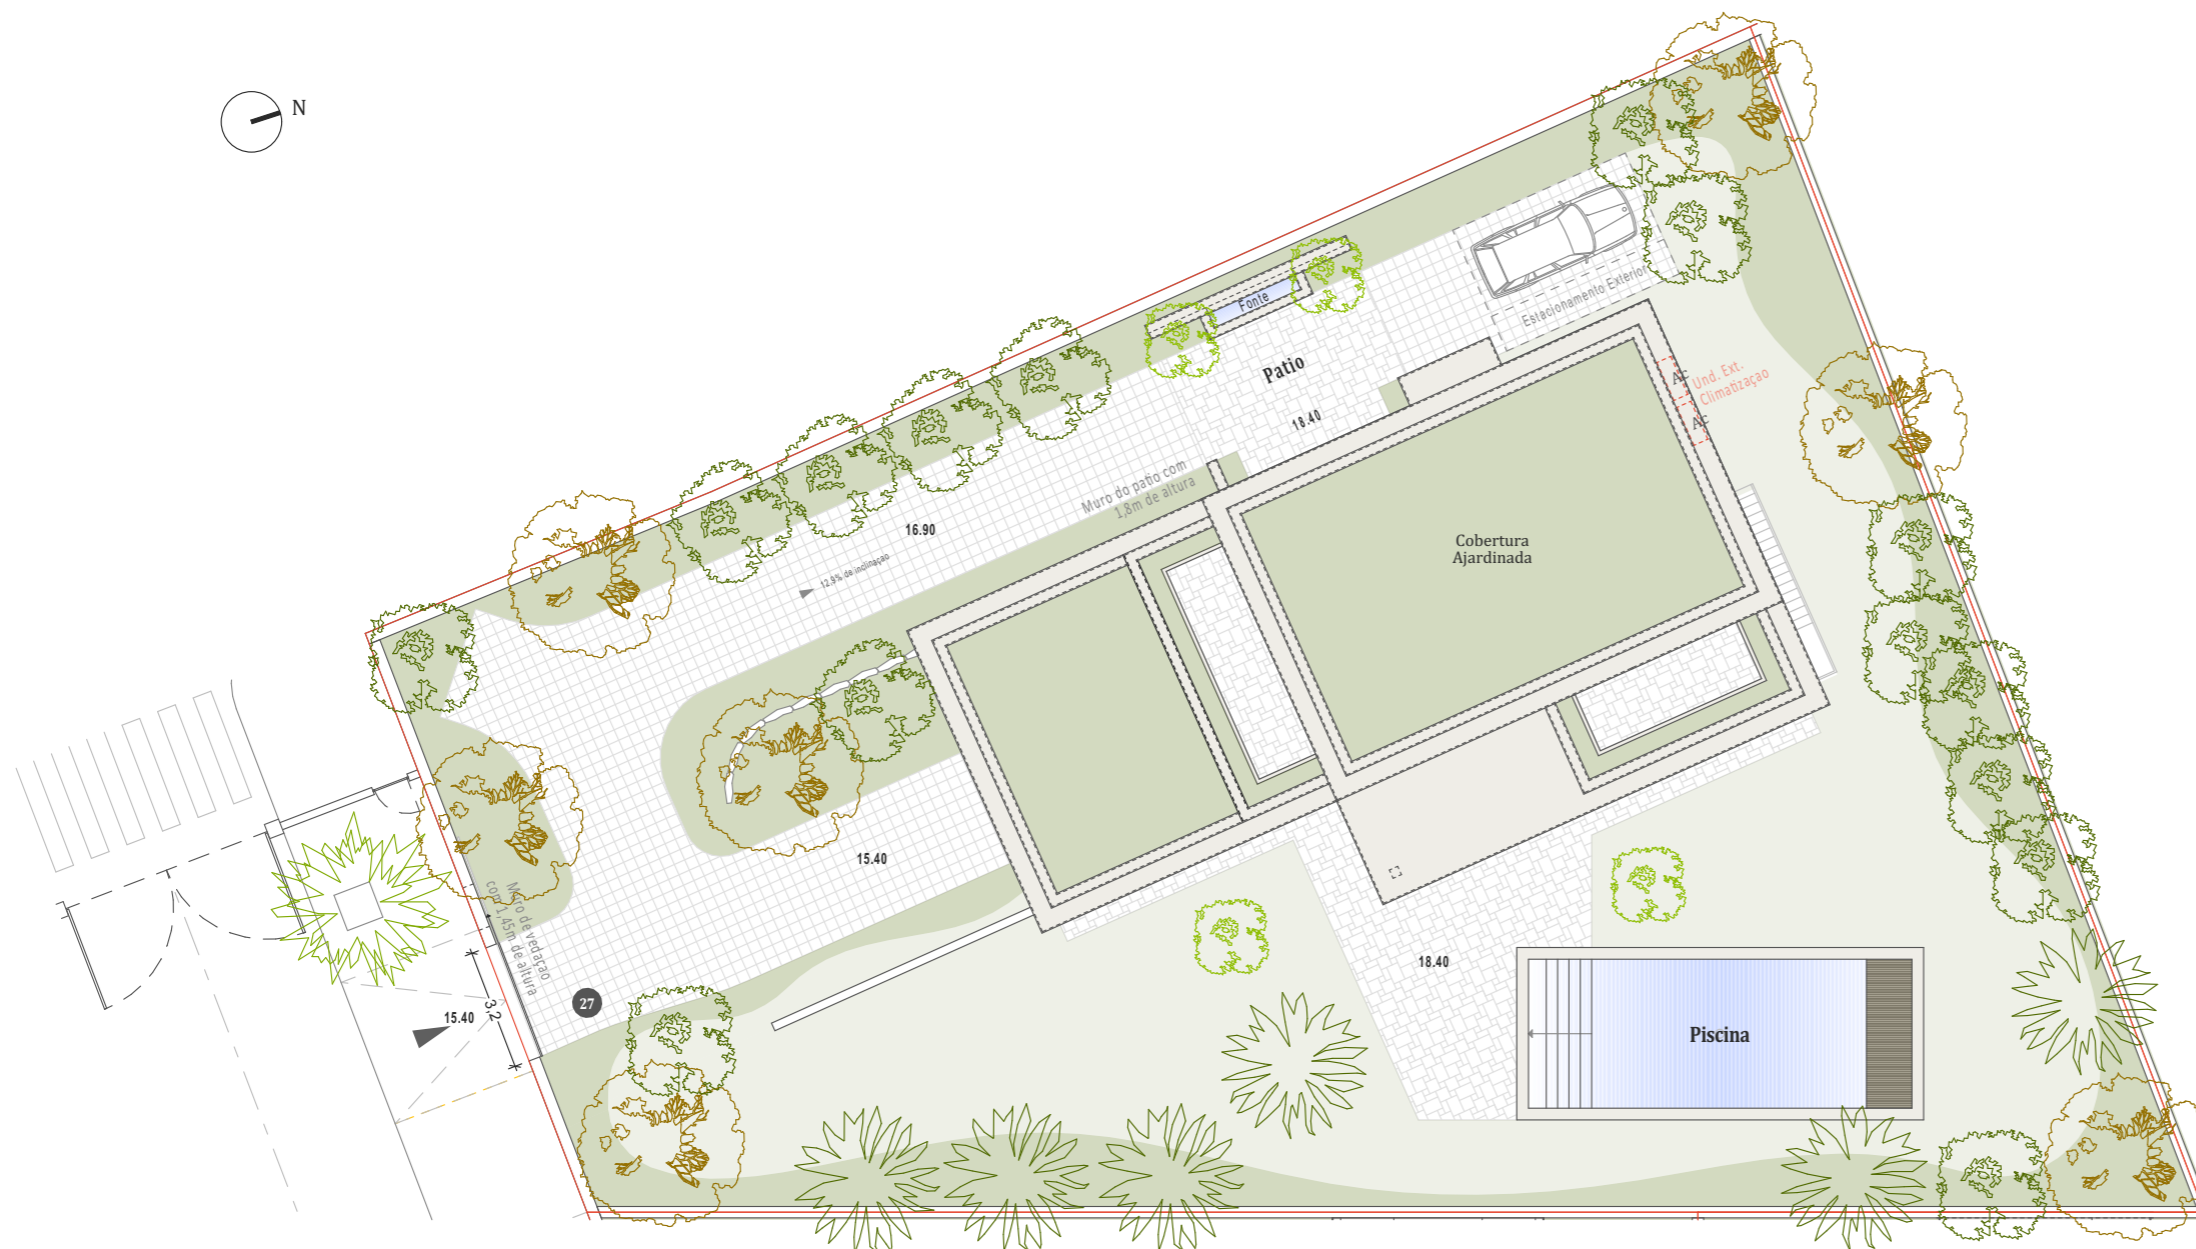 N
Fonte
Estacionamento Exterior
Patio
18.40
Ac
Ac
Und. Ext.
Climatização
Muro do patio com
1,8m de altura
16.90
12.9% de inclinação
Cobertura
Ajardinada
15.40
Muro de vedação
com 1,45m de altura
18.40
27
3,2
15.40
Piscina